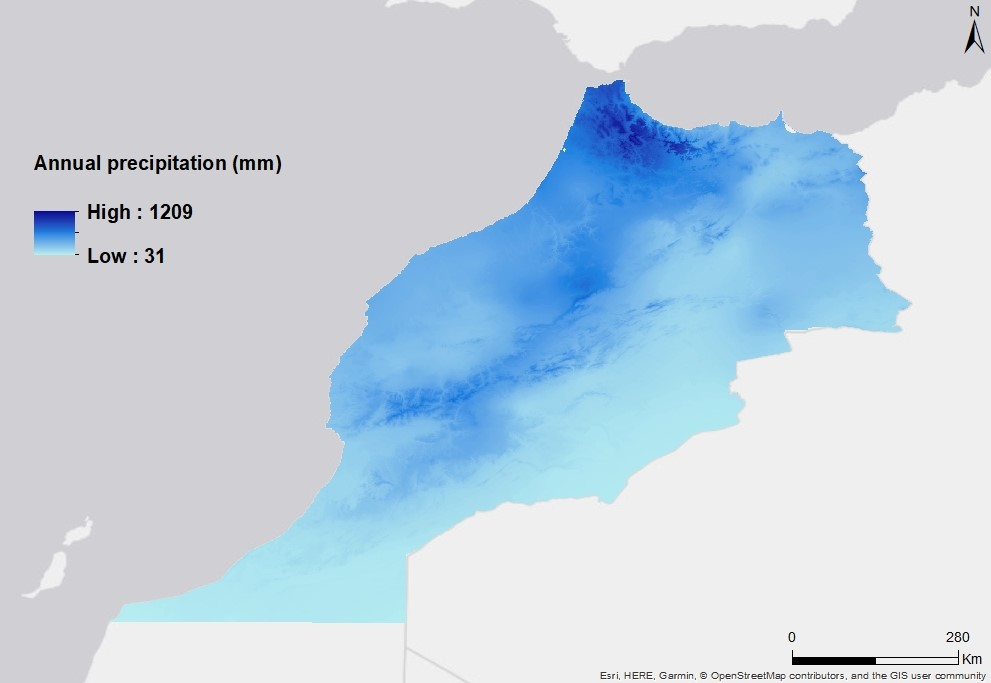 N
Annual precipitation (mm)
High : 1209
Low : 31
0 280
Km
Esri, HERE, Garmin, © OpenStreetMap contributors, and the GIS user community